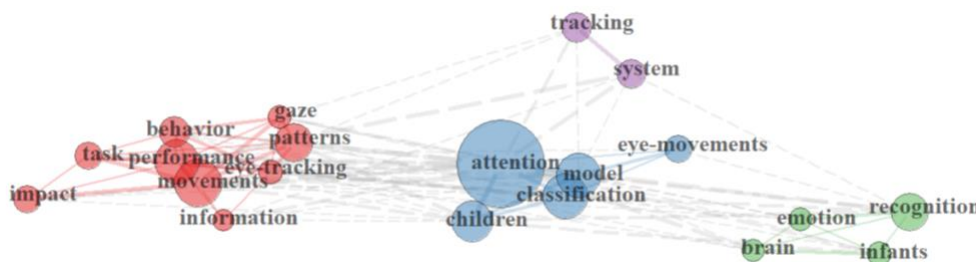 tracking
system
gaze
behavior
patterns
task
performance
eye-tracking
movements
impact
information
eye-movements
attention
model
classification
children
recognition
emotion
brain
infants